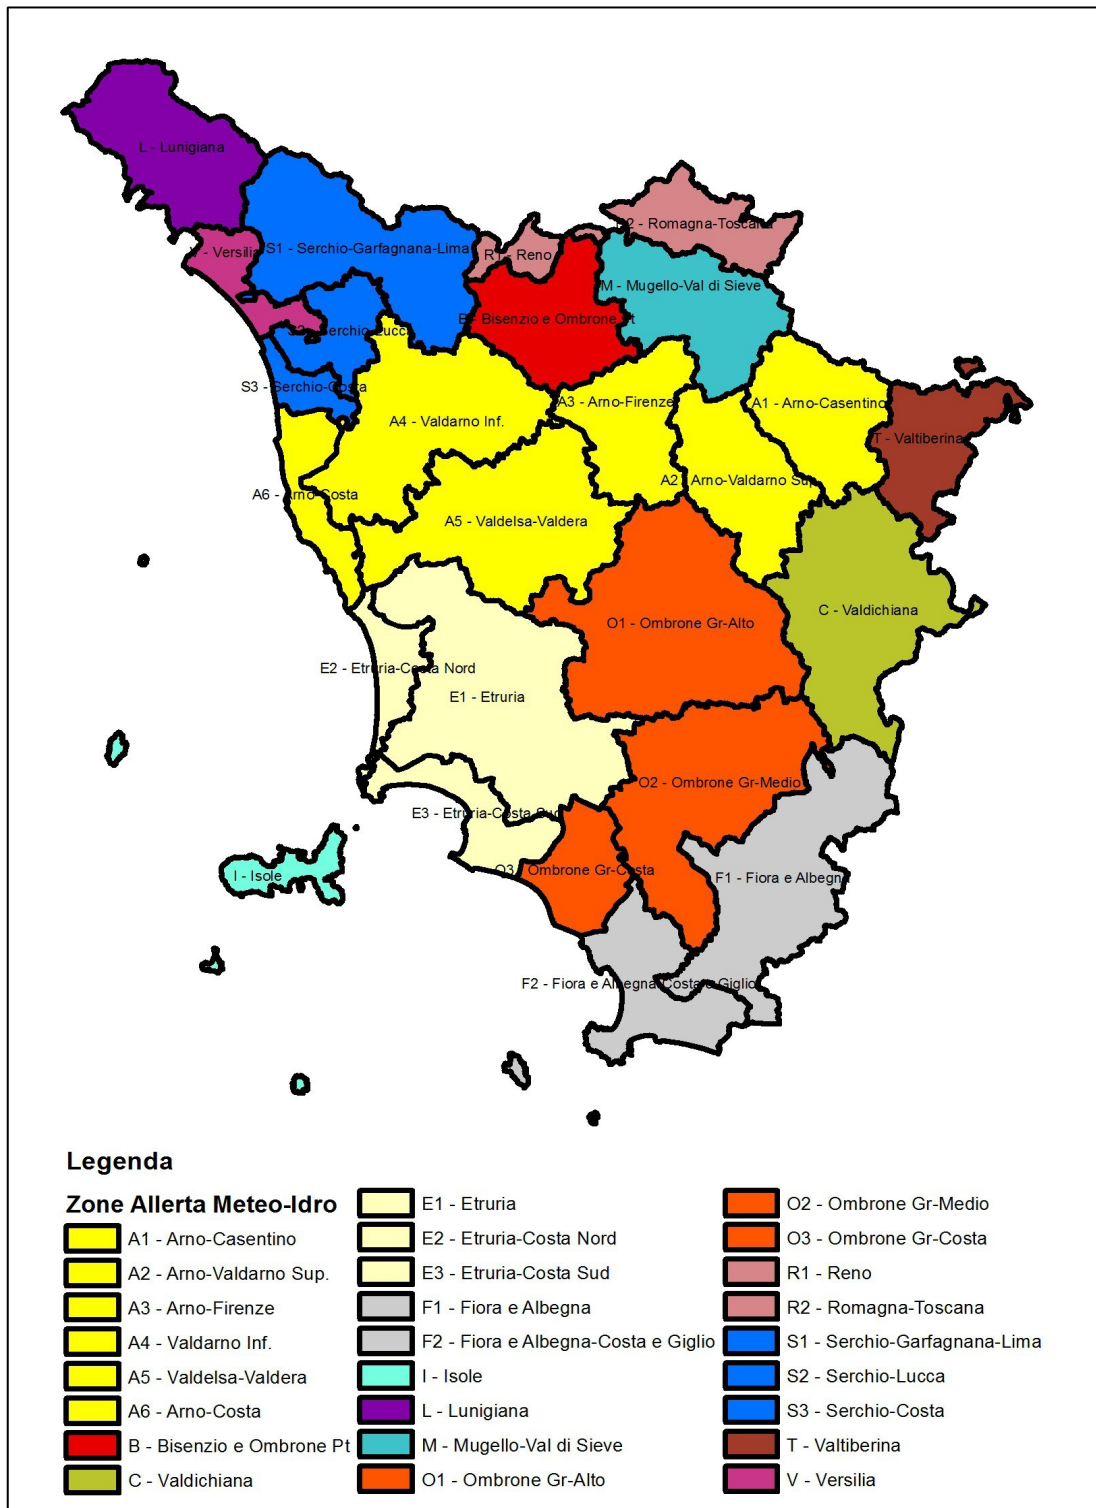 L - Lunigiana
R2 - Romagna-Toscana
V - Versilia
S1 - Serchio-Garfagnana-Lima
R1 - Reno
M - Mugello-Val di Sieve
B - Bisenzio e Ombrone Pt
S2 - Serchio-Lucca
S3 - Serchio-Costa
A3 - Arno-Firenze
A1 - Arno-Casentino
A4 - Valdarno Inf.
T - Valtiberina
A2 - Arno-Valdarno Sup.
A6 - Arno-Costa
A5 - Valdelsa-Valdera
C - Valdichiana
O1 - Ombrone Gr-Alto
E2 - Etruria-Costa Nord
E1 - Etruria
O2 - Ombrone Gr-Medio
E3 - Etruria-Costa Sud
O3 - Ombrone Gr-Costa
I - Isole
F1 - Fiora e Albegna
F2 - Fiora e Albegna-Costa e Giglio
Legenda
Zone Allerta Meteo-Idro
A1 - Arno-Casentino
A2 - Arno-Valdarno Sup.
A3 - Arno-Firenze
A4 - Valdarno Inf.
A5 - Valdelsa-Valdera
A6 - Arno-Costa
B - Bisenzio e Ombrone Pt
C - Valdichiana
E1 - Etruria
E2 - Etruria-Costa Nord
E3 - Etruria-Costa Sud
F1 - Fiora e Albegna
F2 - Fiora e Albegna-Costa e Giglio
I - Isole
L - Lunigiana
M - Mugello-Val di Sieve
O1 - Ombrone Gr-Alto
O2 - Ombrone Gr-Medio
O3 - Ombrone Gr-Costa
R1 - Reno
R2 - Romagna-Toscana
S1 - Serchio-Garfagnana-Lima
S2 - Serchio-Lucca
S3 - Serchio-Costa
T - Valtiberina
V - Versilia